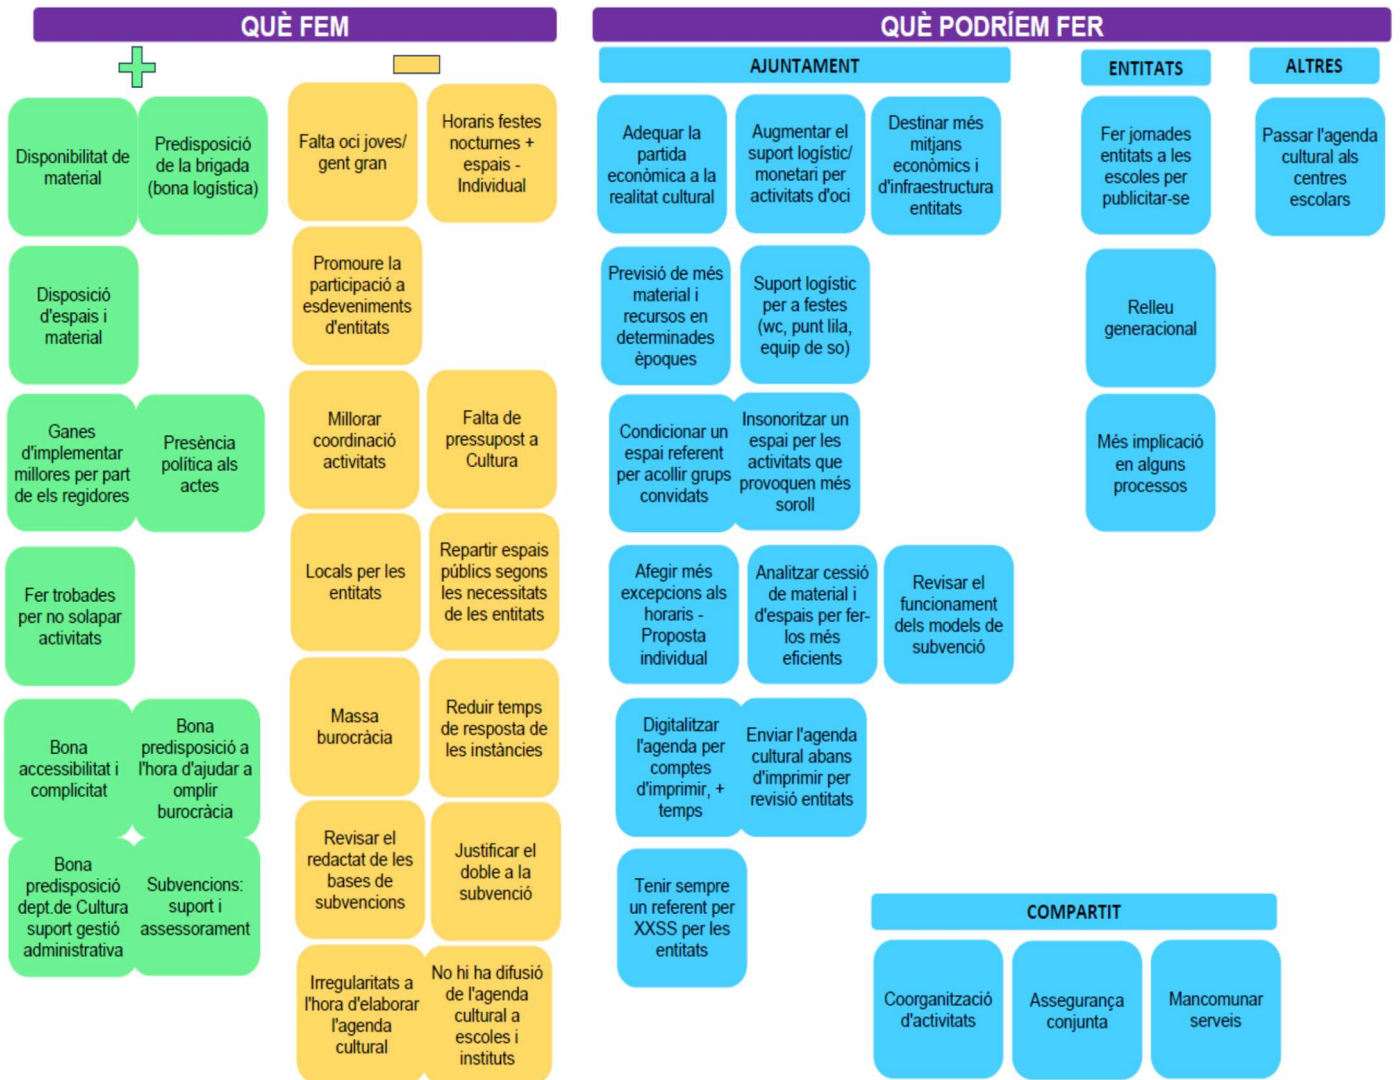 QUÈ FEM
Disponibilitat de
material
Predisposició
de la brigada
(bona logística)
Disposició
d'espais i
material
Ganes
d'implementar
millores per part
de els regidores
Presència
política als
actes
Fer trobades
per no solapar
activitats
Bona
accessibilitat i
complicitat
Bona
predisposició a
l'hora d'ajudar a
omplir
burocràcia
Bona
predisposició
dept.de Cultura
suport gestió
administrativa
Subvencions:
suport i
assessorament
Falta oci joves/
gent gran
Horaris festes
nocturnes +
espais -
Individual
Promoure la
participació a
esdeveniments
d'entitats
Millorar
coordinació
activitats
Falta de
pressupost a
Cultura
Locals per les
entitats
Repartir espais
públics segons
les necessitats
de les entitats
Massa
burocràcia
Reduir temps
de resposta de
les instàncies
Revisar el
redactat de les
bases de
subvencions
Justificar el
doble a la
subvenció
Irregularitats a
l'hora d'elaborar
l'agenda
cultural
No hi ha difusió
de l'agenda
cultural a
escoles i
instituts
QUÈ PODRÍEM FER
AJUNTAMENT
Adequar la
partida
econòmica a la
realitat cultural
Augmentar el
suport logístic/
monetari per
activitats d'oci
Destinar més
mitjans
econòmics i
d'infraestructura
entitats
Previsió de més
material i
recursos en
determinades
èpoques
Suport logístic
per a festes
(wc, punt lila,
equip de so)
Condicionar un
espai referent
per acollir grups
convidats
Insonoritzar un
espai per les
activitats que
provoquen més
soroll
Afegir més
excepcions als
horaris -
Proposta
individual
Analitzar cessió
de material i
d'espais per fer-
los més
eficients
Revisar el
funcionament
dels models de
subvenció
Digitalitzar
l'agenda per
comptes
d'imprimir, +
temps
Enviar l'agenda
cultural abans
d'imprimir per
revisió entitats
Tenir sempre
un referent per
XXSS per les
entitats
ENTITATS
Fer jornades
entitats a les
escoles per
publicitar-se
Relleu
generacional
Més implicació
en alguns
processos
ALTRES
Passar l'agenda
cultural als
centres
escolars
COMPARTIT
Coorganització
d'activitats
Assegurança
conjunta
Mancomunar
serveis